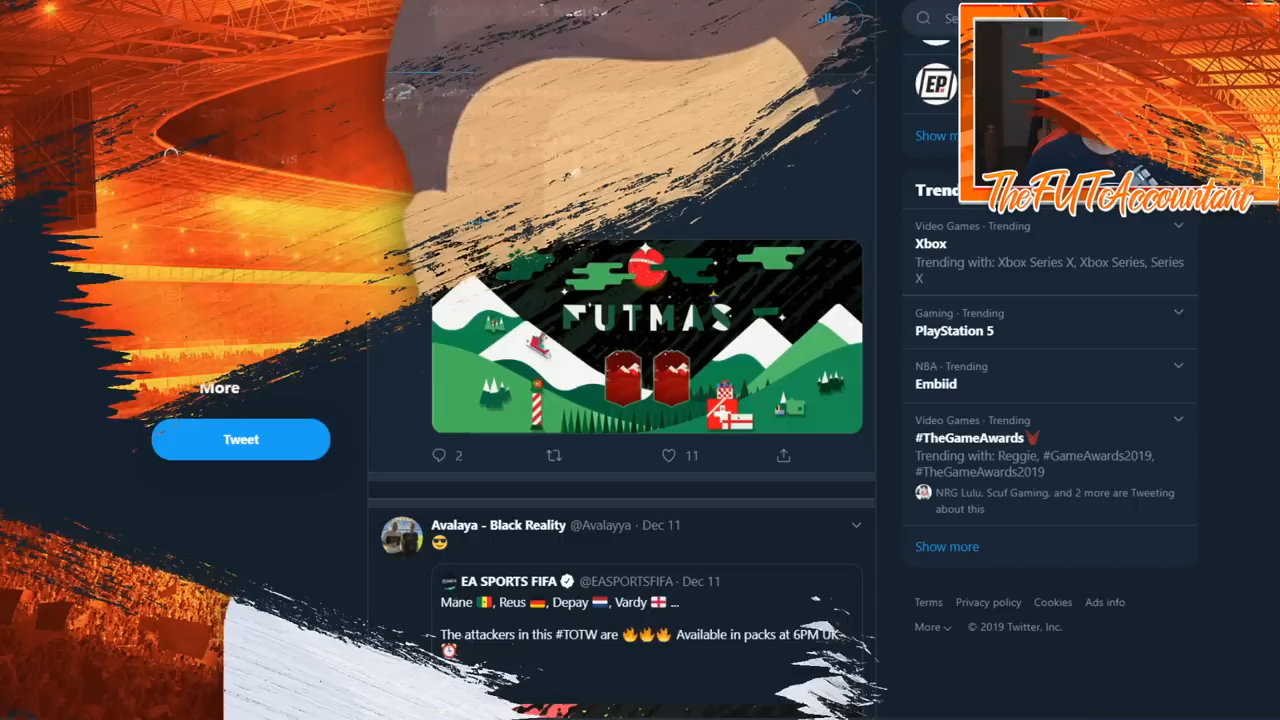 More
Tweet
FUTMAS
2
11
Avalaya - Black Reality @Avalayya · Dec 11
EA SPORTS FIFA @EASPORTSFIFA · Dec 11
Mane 🇸🇳, Reus 🇩🇪, Depay 🇳🇱, Vardy 🏴󠁧󠁢󠁥󠁮󠁧󠁿 ...
The attackers in this #TOTW are 🔥🔥🔥 Available in packs at 6PM UK
EP.
TheFUTAccountant
Video Games · Trending
Xbox
Trending with: Xbox Series X, Xbox Series, Series
X
Gaming · Trending
PlayStation 5
NBA · Trending
Embiid
Video Games · Trending
#TheGameAwards
Trending with: Reggie, #GameAwards2019,
#TheGameAwards2019
NRG Lulu, Scuf Gaming, and 2 more are Tweeting
about this
Show more
Terms Privacy policy Cookies Ads info
More © 2019 Twitter, Inc.